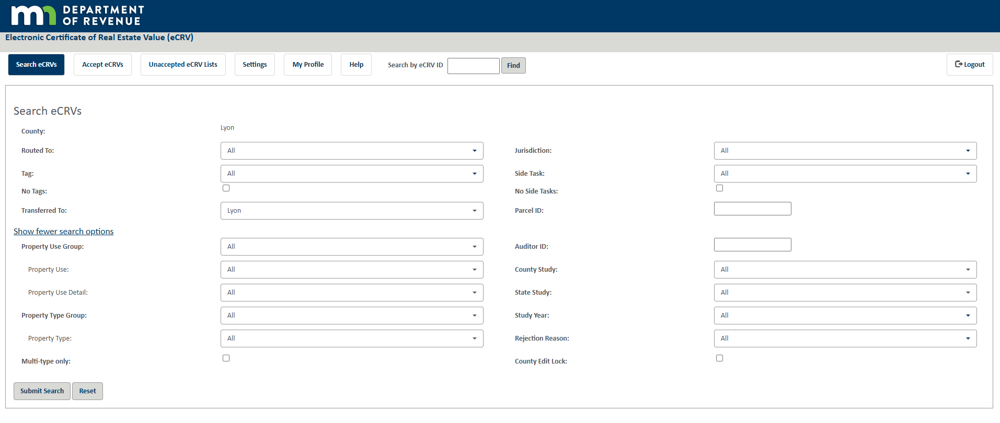 mn DEPARTMENT
OF REVENUE
Electronic Certificate of Real Estate Value (eCRV)
Search eCRVs Accept eCRVs Unaccepted eCRV Lists Settings My Profile Help Search by eCRV ID Find Logout
Search eCRVs
County: Lyon
Routed To: All Jurisdiction: All
Tag: All Side Task: All
No Tags: No Side Tasks:
Transferred To: Lyon Parcel ID:
Show fewer search options
Property Use Group: All Auditor ID:
Property Use: All County Study: All
Property Use Detail: All State Study: All
Property Type Group: All Study Year: All
Property Type: All Rejection Reason: All
Multi-type only: County Edit Lock:
Submit Search Reset